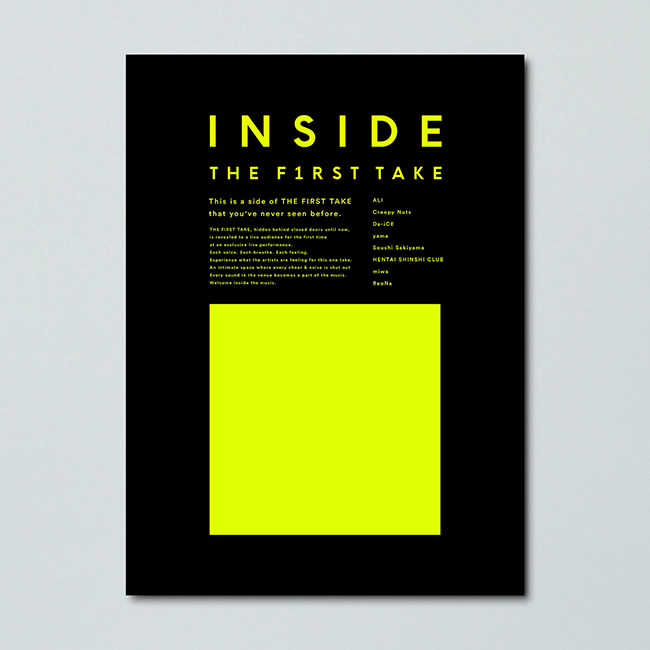 INSIDE
THE F1RST TAKE
This is a side of THE FIRST TAKE
that you've never seen before.
THE FIRST TAKE, hidden behind closed doors until now,
is revealed to a live audience for the first time
at an exclusive live performance.
Each voice. Each breathe. Each feeling.
Experience what the artists are feeling for this one take.
An intimate space where every cheer & noise is shut out
Every sound in the venue becomes a part of the music.
Welcome inside the music.
ALI
Creepy Nuts
Da-iCE
yama
Soushi Sakiyama
HENTAI SHINSHI CLUB
miwa
ReoNa